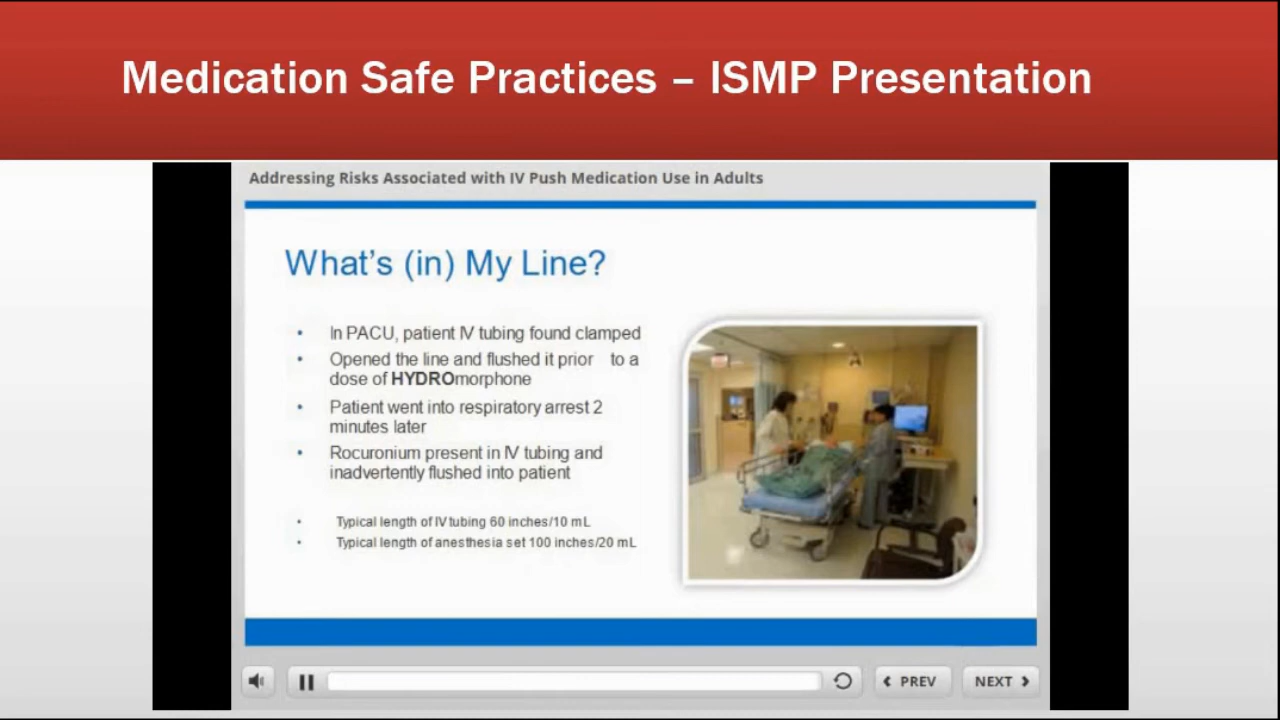 Medication Safe Practices – ISMP Presentation
Addressing Risks Associated with IV Push Medication Use in Adults
What's (in) My Line?
• In PACU, patient IV tubing found clamped
• Opened the line and flushed it prior to a
dose of HYDROmorphone
• Patient went into respiratory arrest 2
minutes later
• Rocuronium present in IV tubing and
inadvertently flushed into patient
• Typical length of IV tubing 60 inches/10 mL
• Typical length of anesthesia set 100 inches/20 mL
PREV NEXT